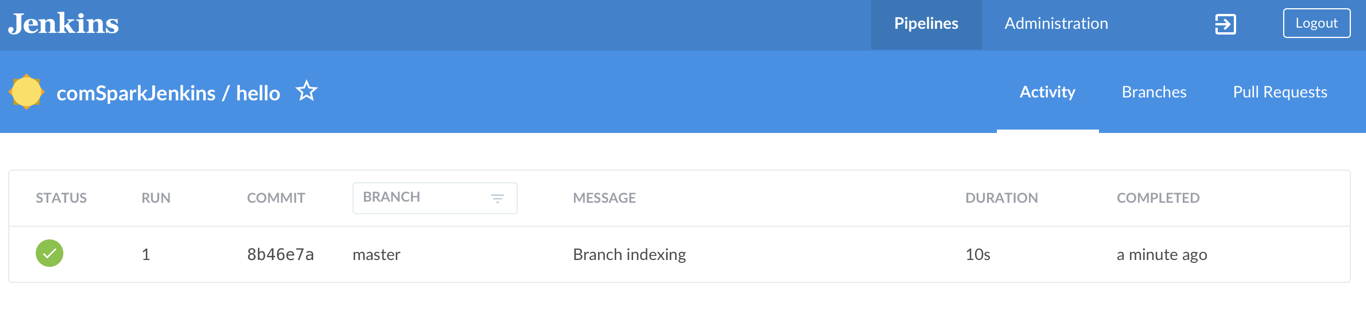 Jenkins Pipelines Administration Logout
comSparkJenkins / hello Activity Branches Pull Requests
STATUS RUN COMMIT BRANCH MESSAGE DURATION COMPLETED
1 8b46e7a master Branch indexing 10s a minute ago